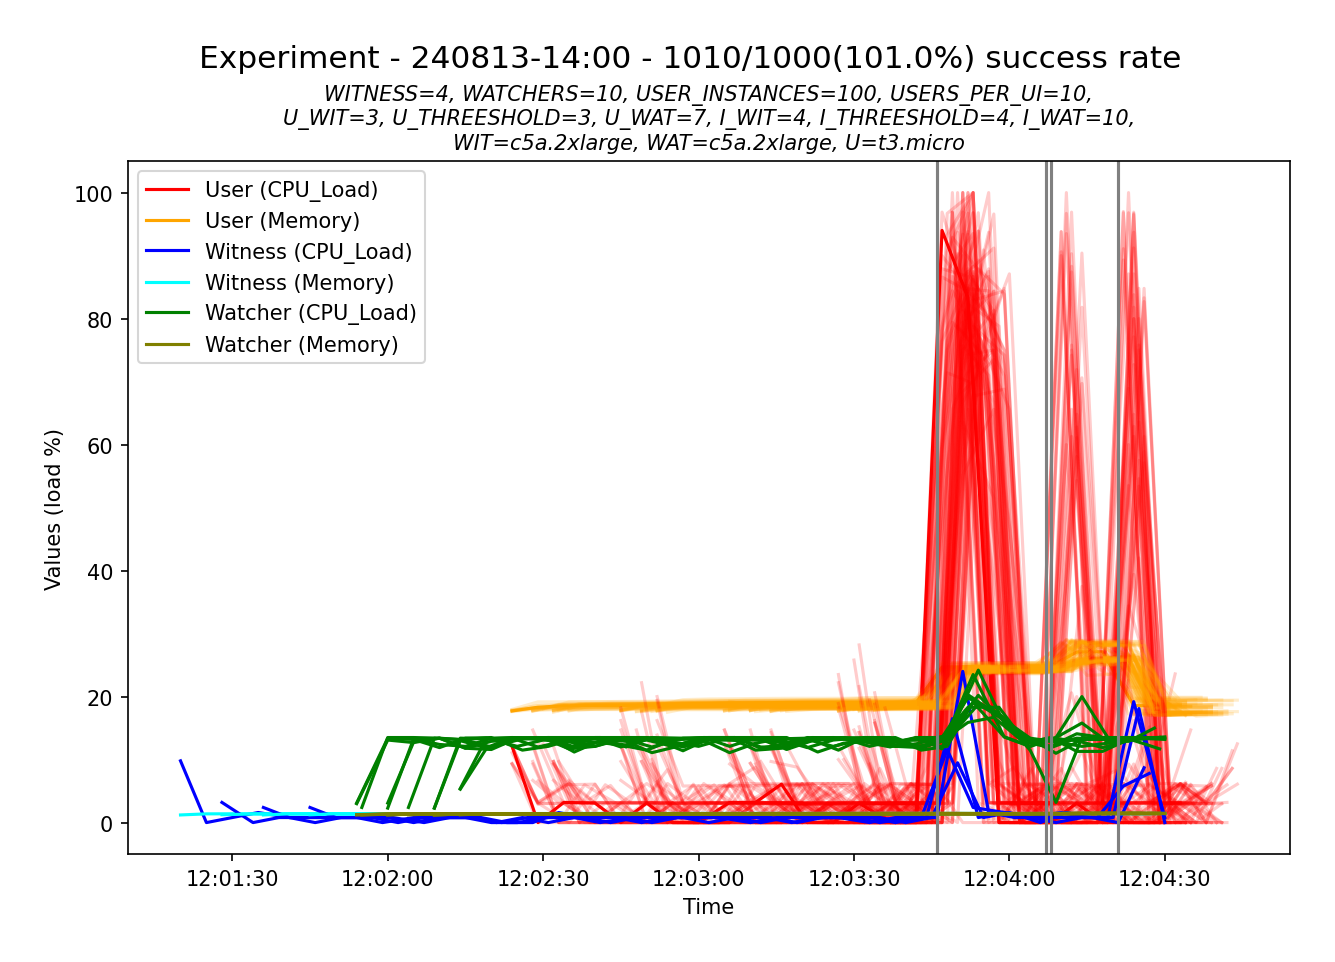 Experiment - 240813-14:00 - 1010/1000(101.0%) success rate
WITNESS=4, WATCHERS=10, USER_INSTANCES=100, USERS_PER_UI=10,
U_WIT=3, U_THREESHOLD=3, U_WAT=7, I_WIT=4, I_THREESHOLD=4, I_WAT=10,
WIT=c5a.2xlarge, WAT=c5a.2xlarge, U=t3.micro
User (CPU_Load)
User (Memory)
Witness (CPU_Load)
Witness (Memory)
Watcher (CPU_Load)
Watcher (Memory)
Values (load %)
100
80
60
40
20
0
12:01:30 12:02:00 12:02:30 12:03:00 12:03:30 12:04:00 12:04:30
Time